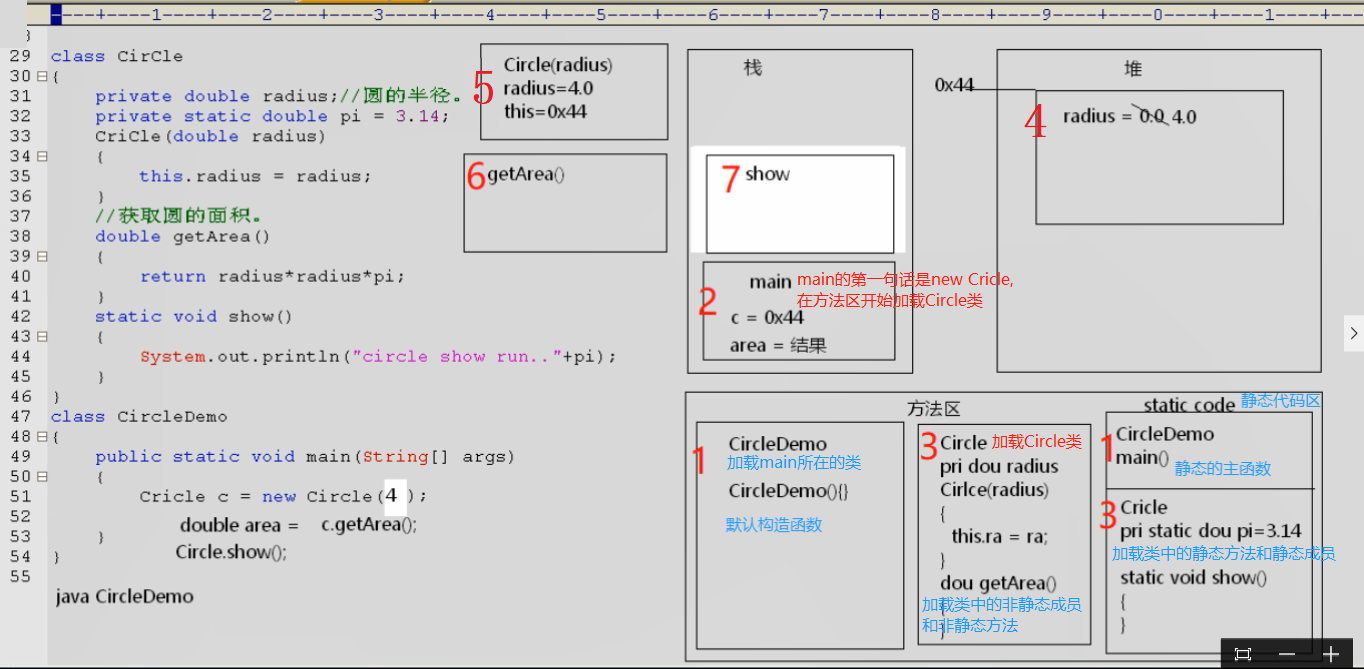 ----+----1----+----2----+----3----+----4----+----5----+----6----+----7----+----8----+----9----+----0----+----1----+---
}
29 class CirCle
30 {
31 private double radius;//圆的半径。
32 private static double pi = 3.14;
33 CriCle(double radius)
34 {
35 this.radius = radius;
36 }
37 //获取圆的面积。
38 double getArea()
39 {
40 return radius*radius*pi;
41 }
42 static void show()
43 {
44 System.out.println("circle show run.."+pi);
45 }
46 }
47 class CircleDemo
48 {
49 public static void main(String[] args)
50 {
51 Cricle c = new Circle(4);
52 double area = c.getArea();
53 }
Circle.show();
54 }
55
java CircleDemo
5
Circle(radius)
radius=4.0
this=0x44
6 getArea()
栈
7 show
2
main main的第一句话是new Cricle,
在方法区开始加载Circle类
c = 0x44
area = 结果
堆
0x44
4 radius = 0.0 4.0
方法区
1
CircleDemo
加载main所在的类
CircleDemo(){}
默认构造函数
3 Circle 加载Circle类
pri dou radius
Cirlce(radius)
{
this.ra = ra;
}
dou getArea()
{
加载类中的非静态成员
和非静态方法
}
static code 静态代码区
1 CircleDemo
main() 静态的主函数
3 Cricle
pri static dou pi=3.14
加载类中的静态方法和静态成员
static void show()
{
}